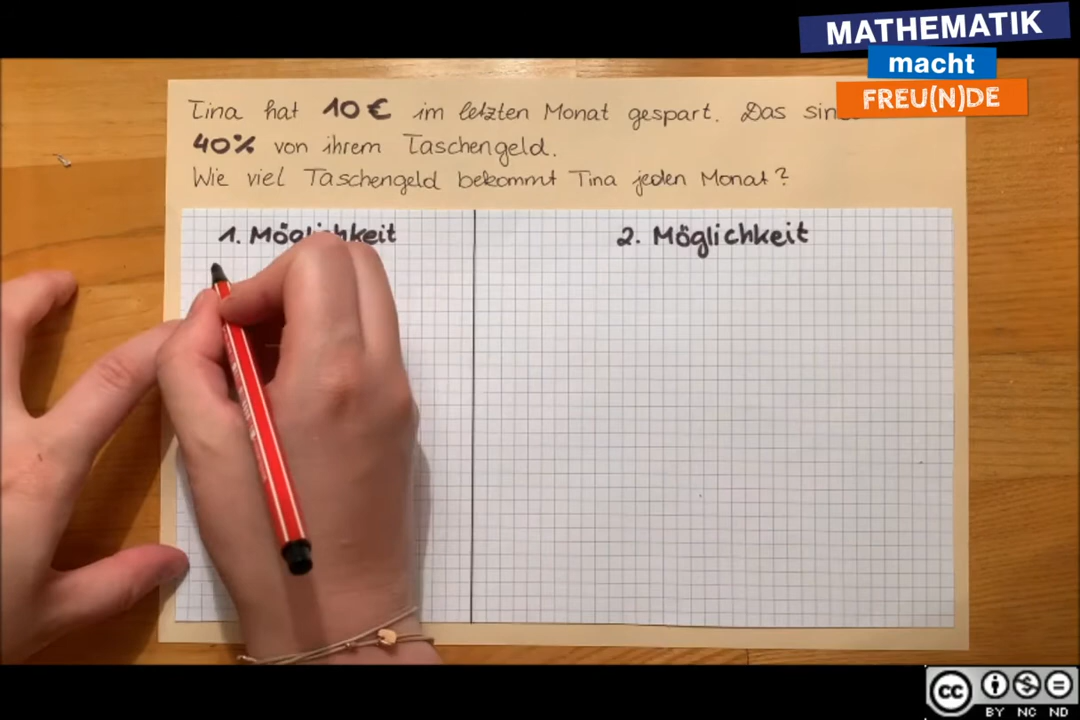 MATHEMATIK
macht
FREU(N)DE
Tina hat 10 € im letzten Monat gespart. Das
40% von ihrem Taschengeld.
Wie viel Taschengeld bekommt Tina jeden Monat?
1. Möglichkeit
2. Möglichkeit
cc
BY NC ND